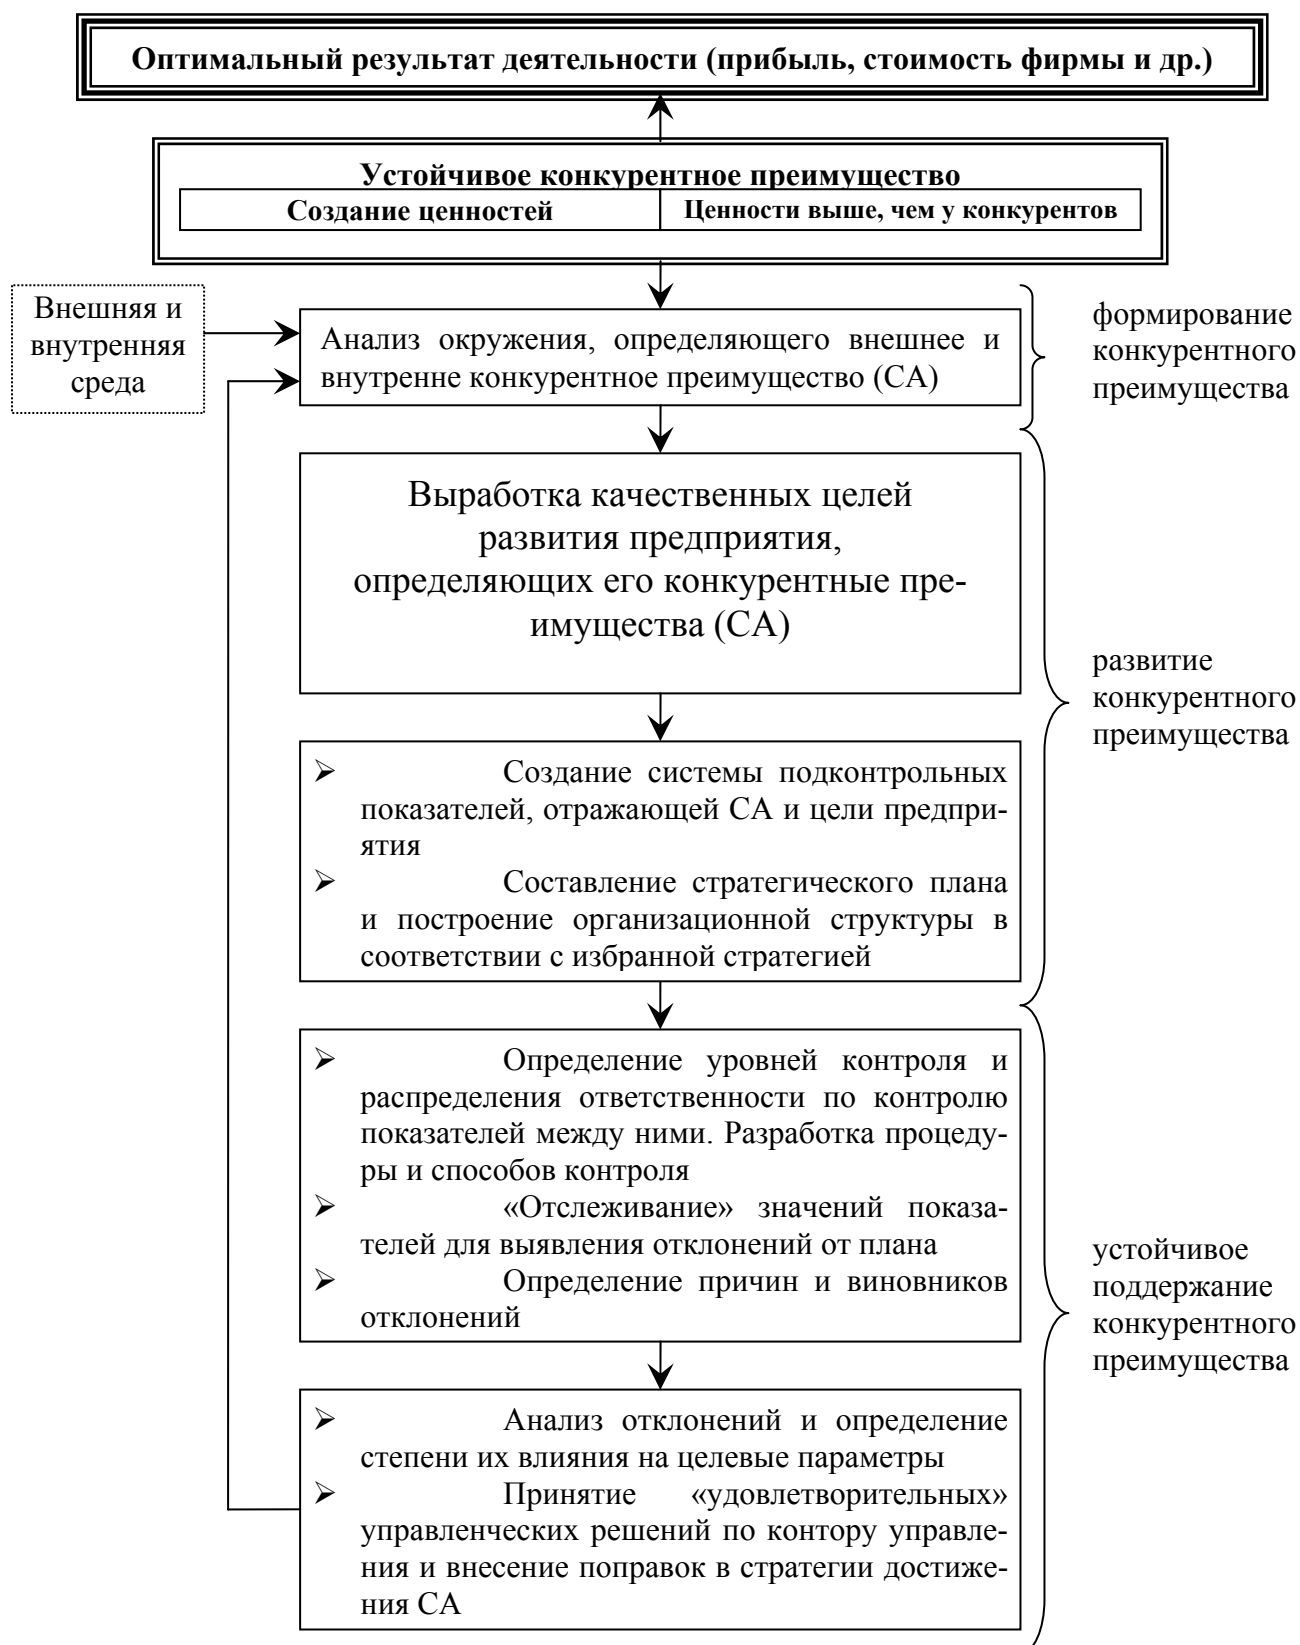 Оптимальный результат деятельности (прибыль, стоимость фирмы и др.)
Устойчивое конкурентное преимущество
Создание ценностей
Ценности выше, чем у конкурентов
Внешняя и
внутренняя
среда
Анализ окружения, определяющего внешнее и
внутренне конкурентное преимущество (СА)
формирование
конкурентного
преимущества
Выработка качественных целей
развития предприятия,
определяющих его конкурентные пре-
имущества (СА)
развитие
конкурентного
преимущества
➢ Создание системы подконтрольных
показателей, отражающей СА и цели предпри-
ятия
➢ Составление стратегического плана
и построение организационной структуры в
соответствии с избранной стратегией
➢ Определение уровней контроля и
распределения ответственности по контролю
показателей между ними. Разработка процеду-
ры и способов контроля
➢ «Отслеживание» значений показа-
телей для выявления отклонений от плана
➢ Определение причин и виновников
отклонений
устойчивое
поддержание
конкурентного
преимущества
➢ Анализ отклонений и определение
степени их влияния на целевые параметры
➢ Принятие «удовлетворительных»
управленческих решений по контору управле-
ния и внесение поправок в стратегии достиже-
ния СА